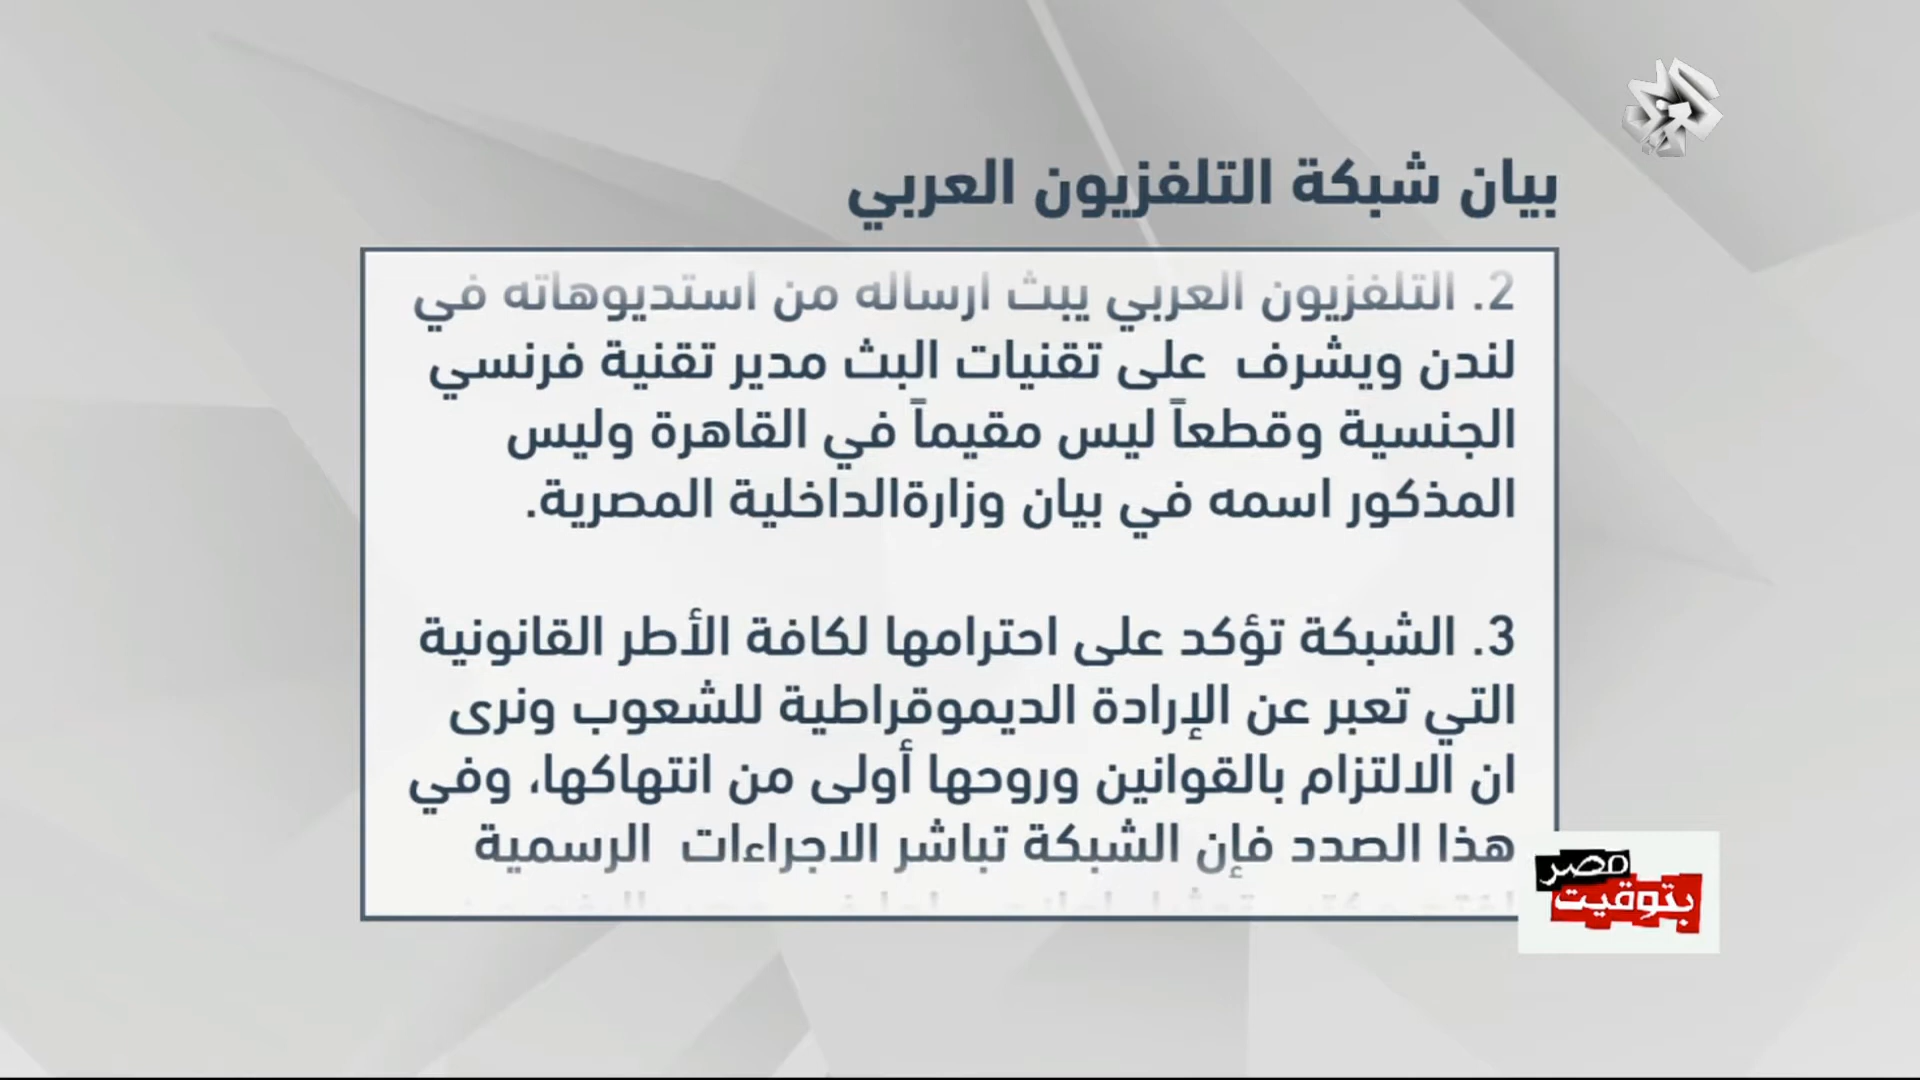 بيان شبكة التلفزيون العربي
2. التلفزيون العربي يبث ارساله من استديوهاته في
لندن ويشرف على تقنيات البث مدير تقنية فرنسي
الجنسية وقطعاً ليس مقيماً في القاهرة وليس
المذكور اسمه في بيان وزارةالداخلية المصرية.
3. الشبكة تؤكد على احترامها لكافة الأطر القانونية
التي تعبر عن الإرادة الديموقراطية للشعوب ونرى
ان الالتزام بالقوانين وروحها أولى من انتهاكها، وفي
هذا الصدد فإن الشبكة تباشر الاجراءات الرسمية
مصر
بتوقيت